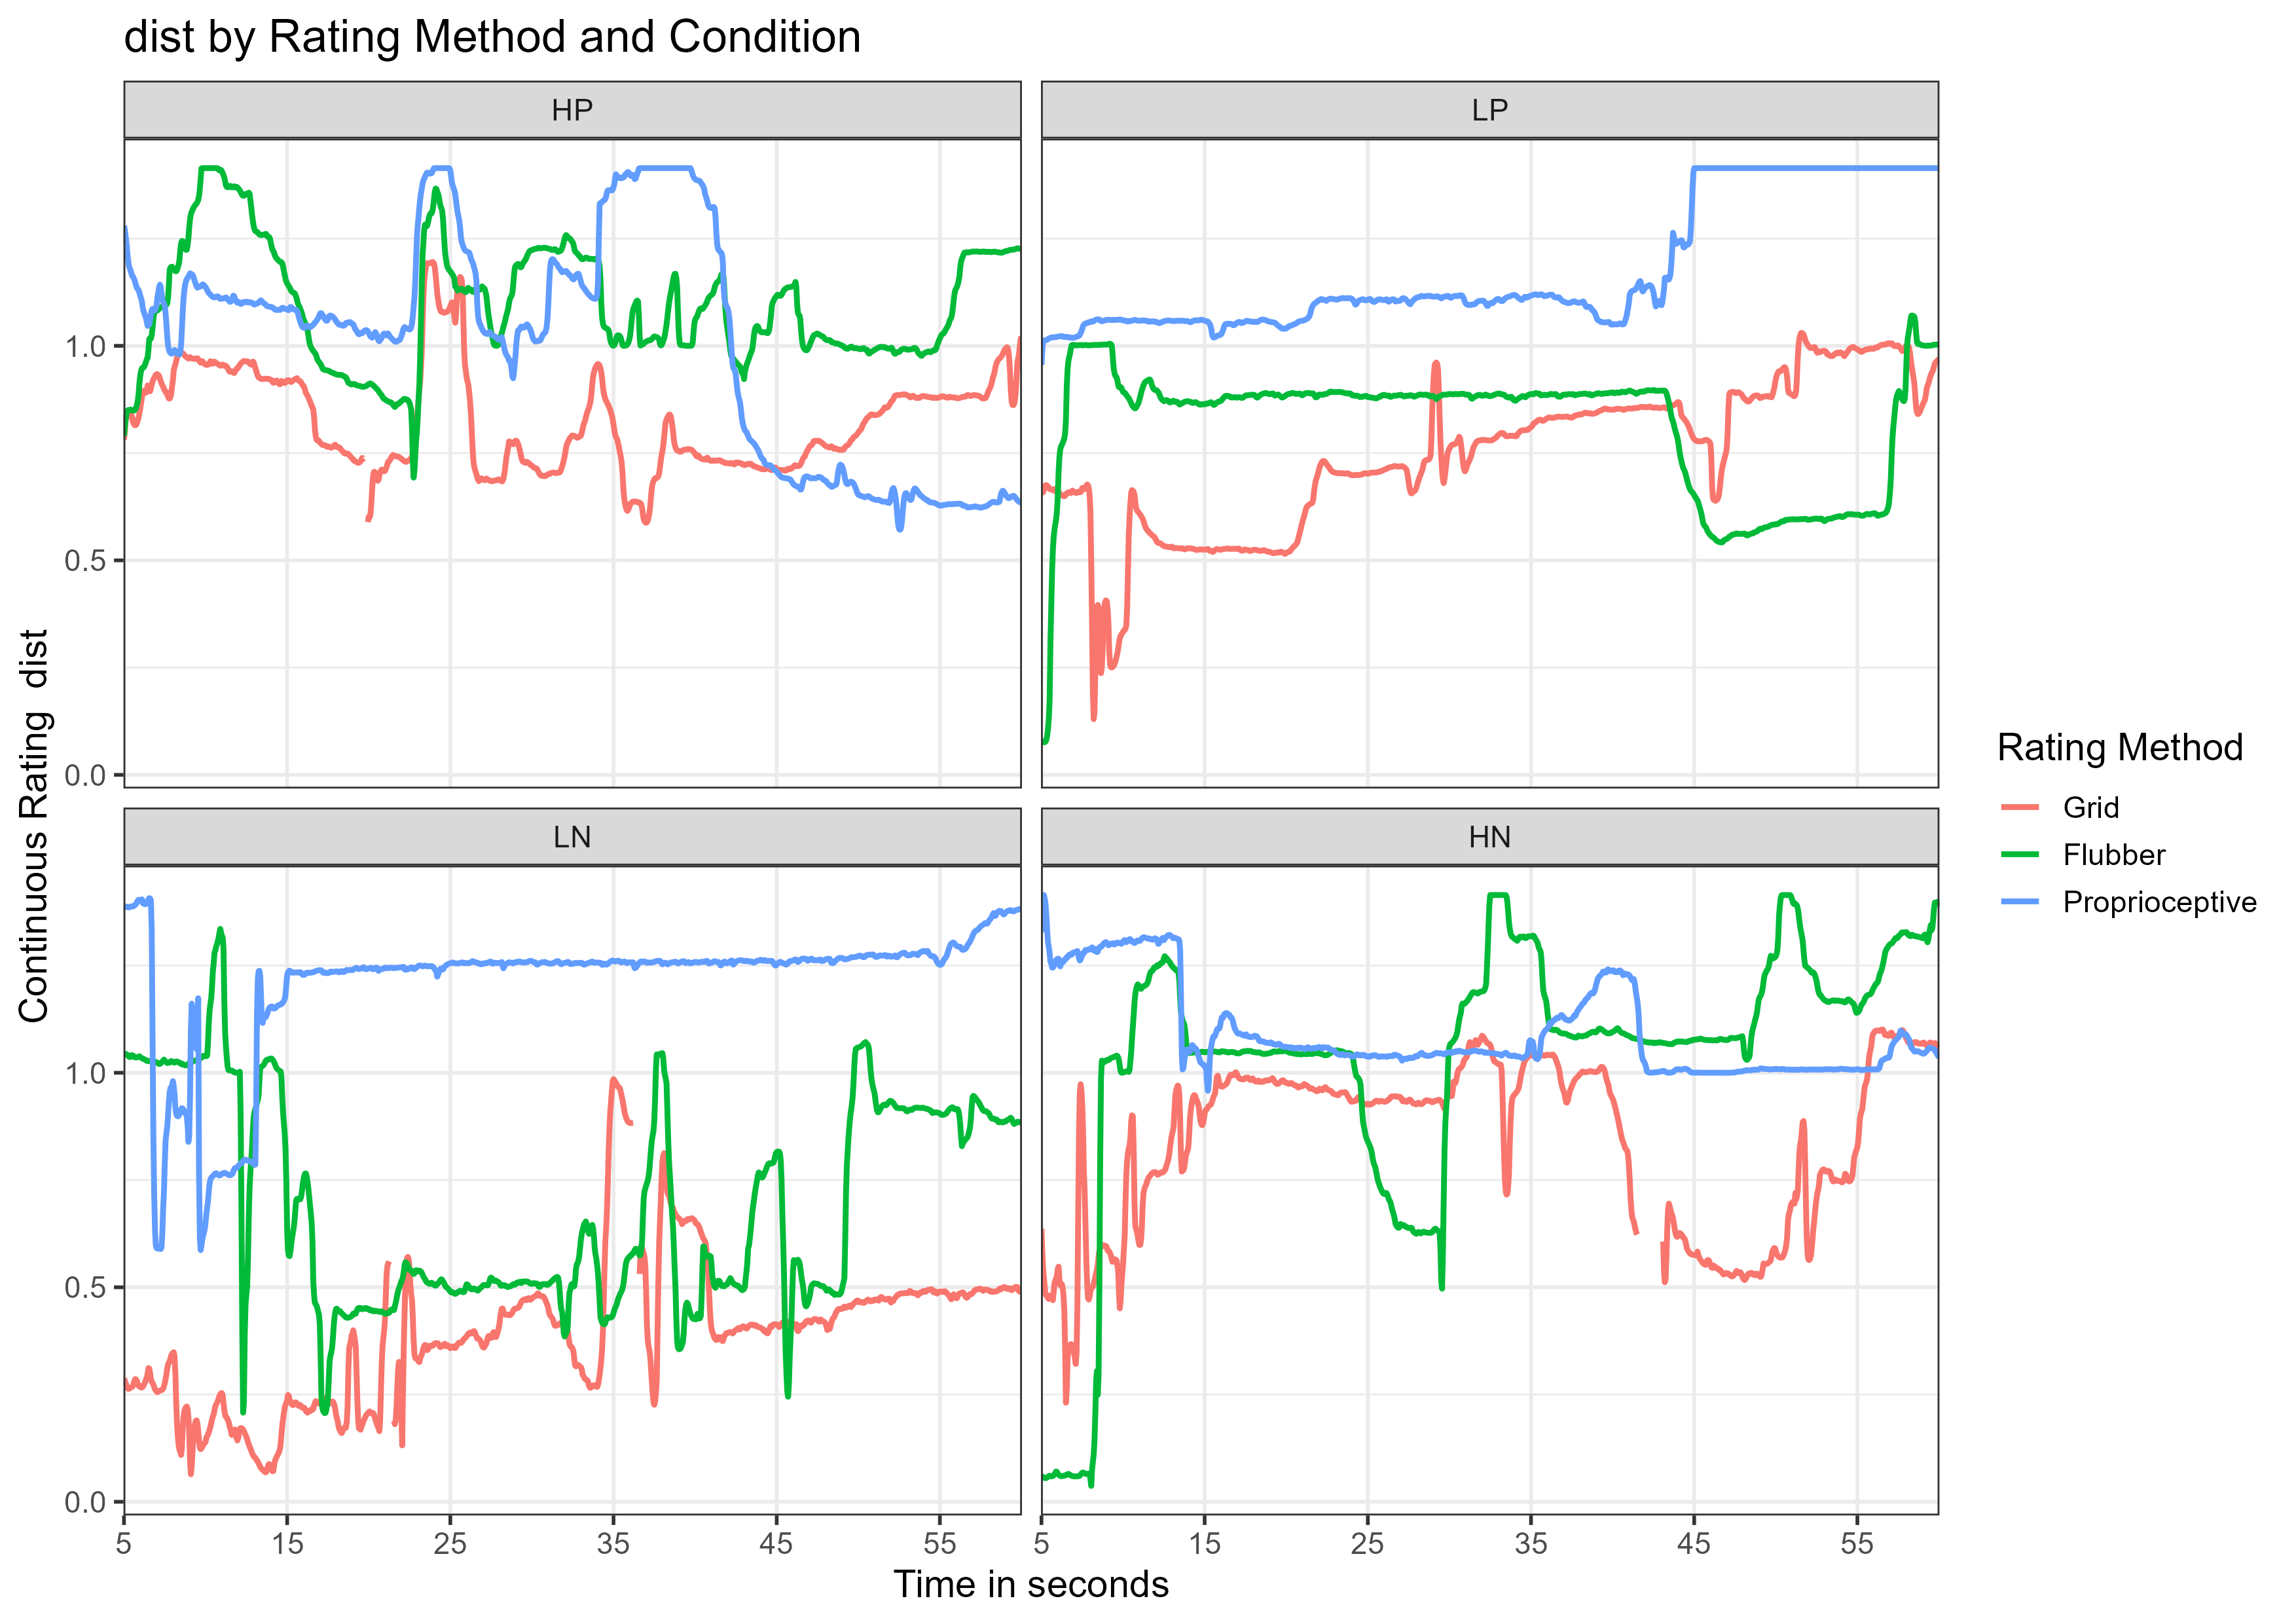 dist by Rating Method and Condition
HP
LP
1.0
0.5
0.0
LN
HN
1.0
0.5
0.0
5 15 25 35 45 55
5 15 25 35 45 55
Time in seconds
Continuous Rating dist
Rating Method
Grid
Flubber
Proprioceptive